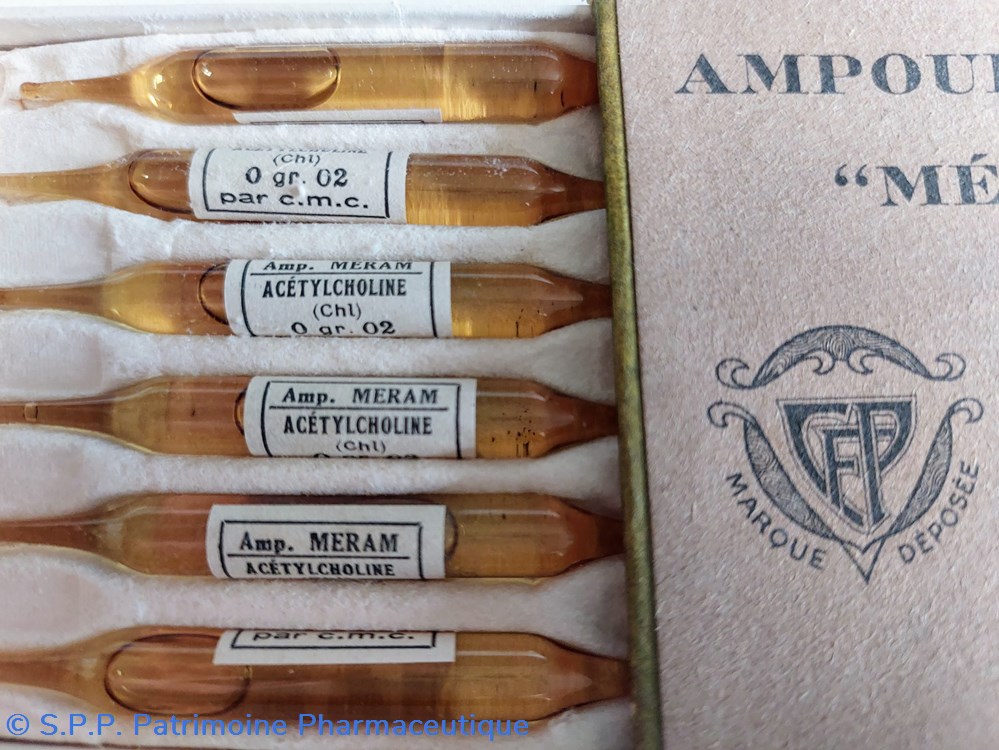 (Chl)
0 gr. 02
par c.m.c.
Amp. MERAM
ACÉTYLCHOLINE
(Chl)
0 gr. 02
Amp. MERAM
ACÉTYLCHOLINE
(Chl)
Amp. MERAM
ACÉTYLCHOLINE
par c.m.c.
AMPOU
“MÉ
MARQUE DÉPOSÉE
© S.P.P. Patrimoine Pharmaceutique